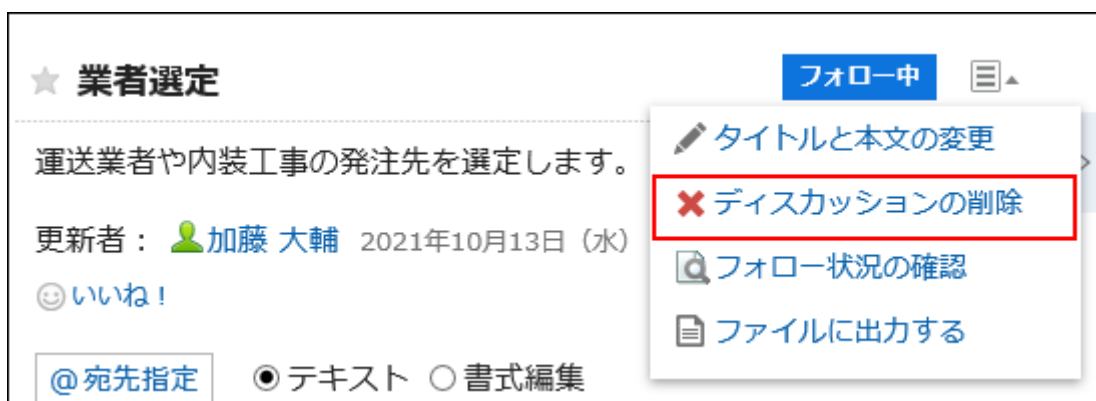 業者選定
フォロー中
運送業者や内装工事の発注先を選定します。
更新者： 加藤 大輔 2021年10月13日（水）
いいね！
@宛先指定 テキスト 書式編集
タイトルと本文の変更
ディスカッションの削除
フォロー状況の確認
ファイルに出力する